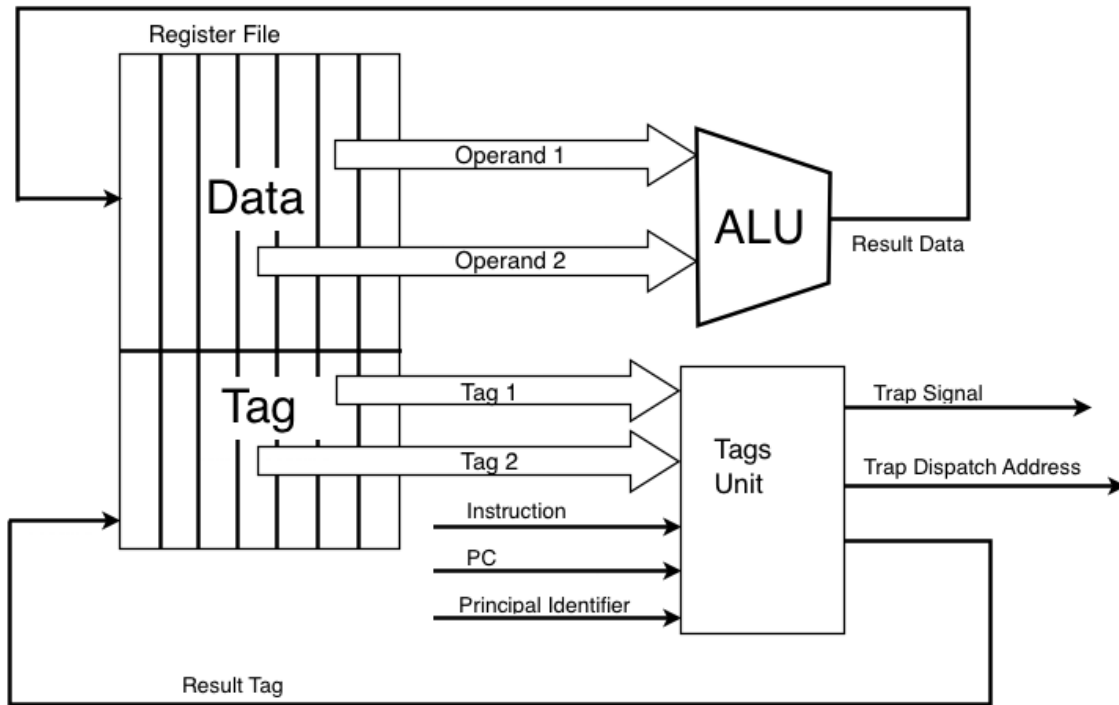 Register File
Data
Operand 1
Operand 2
ALU
Result Data
Tag
Tag 1
Tag 2
Tags
Unit
Instruction
PC
Principal Identifier
Trap Signal
Trap Dispatch Address
Result Tag